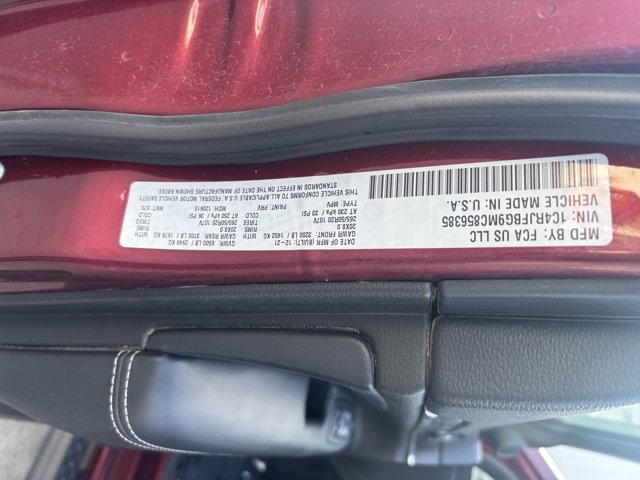 MFD BY: FCA US LLC
DATE OF MFR (BUILT): 12-21
GVWR: 6500 LB / 2949 KG
GAWR FRONT: 3200 LB 1452 KG
WITH
TIRES
265/50R20 107V
RIMS
20X8.0
AT 230 kPa / 33 PSI
COLD
GAWR REAR: 3700 LB / 1679 KG
WITH
TIRES
265/50R20 107V
RIMS
20X8.0
AT 250 kPa / 36 PSI
COLD
THIS VEHICLE CONFORMS TO ALL APPLICABLE U.S.A. FEDERAL MOTOR VEHICLE SAFETY
STANDARDS IN EFFECT ON THE DATE OF MANUFACTURE SHOWN ABOVE.
VIN: 1C4RJFBG9MC856385
TYPE: MPV
PAINT: PRV
VEHICLE MADE IN: U.S.A.